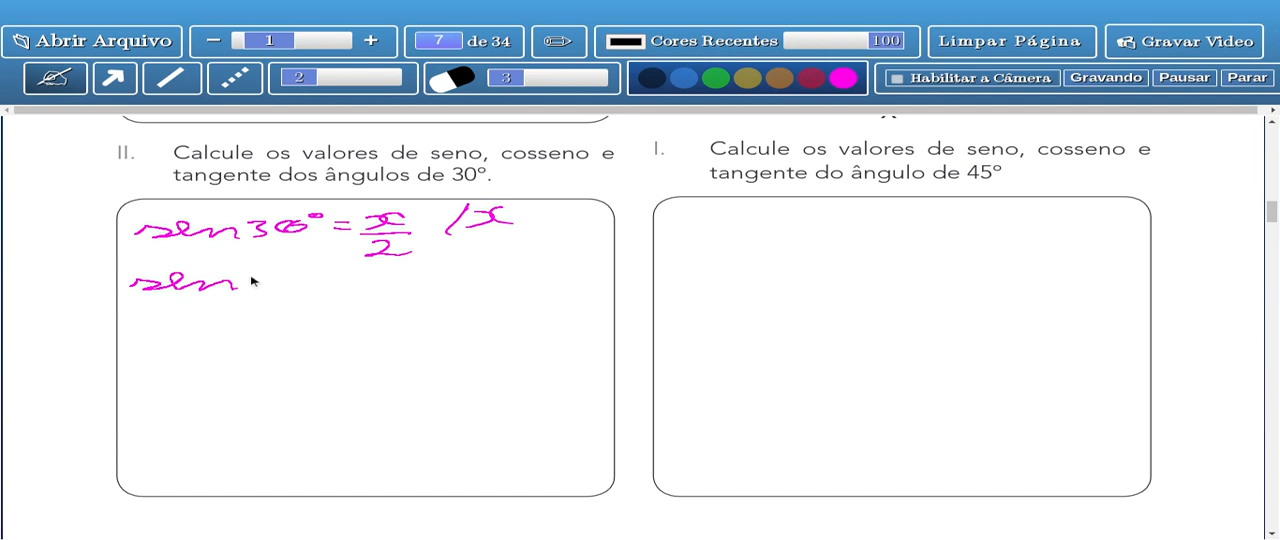 Abrir Arquivo − 1 + 7 de 34 Cores Recentes 100 Limpar Página Gravar Video
2 3 Habilitar a Câmera Gravando Pausar Parar
II. Calcule os valores de seno, cosseno e
tangente dos ângulos de 30º.
sen 30° = x/2 /x
sen
I. Calcule os valores de seno, cosseno e
tangente do ângulo de 45º